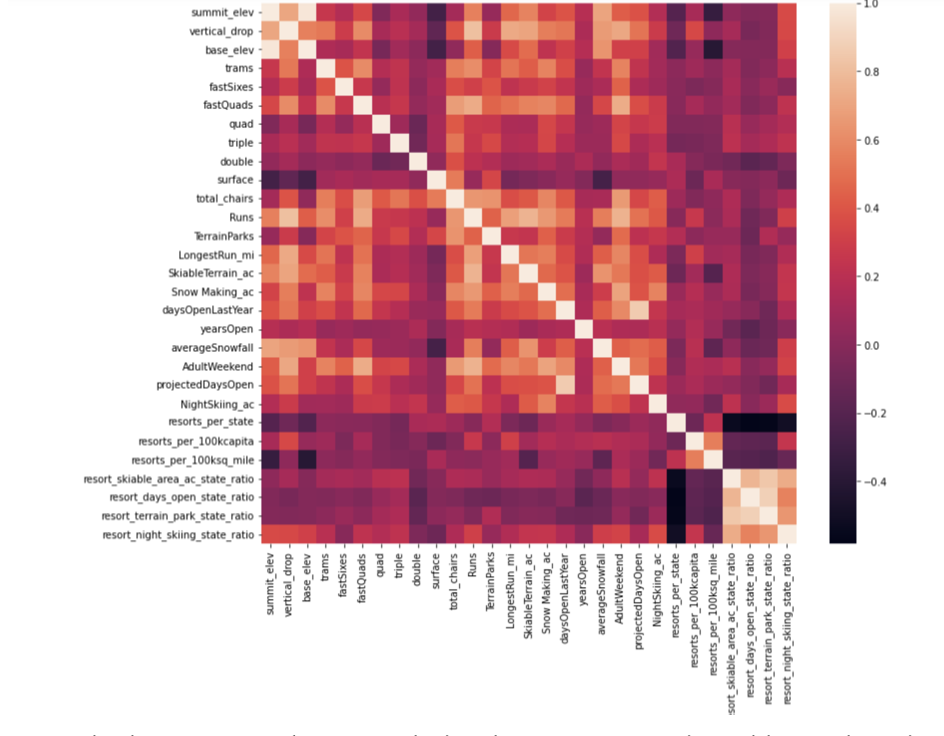 summit_elev
vertical_drop
base_elev
trams
fastSixes
fastQuads
quad
triple
double
surface
total_chairs
Runs
TerrainParks
LongestRun_mi
SkiableTerrain_ac
Snow Making_ac
daysOpenLastYear
yearsOpen
averageSnowfall
AdultWeekend
projectedDaysOpen
NightSkiing_ac
resorts_per_state
resorts_per_100kcapita
resorts_per_100ksq_mile
resort_skiable_area_ac_state_ratio
resort_days_open_state_ratio
resort_terrain_park_state_ratio
resort_night_skiing_state_ratio
summit_elev
vertical_drop
base_elev
trams
fastSixes
fastQuads
quad
triple
double
surface
total_chairs
Runs
TerrainParks
LongestRun_mi
SkiableTerrain_ac
Snow Making_ac
daysOpenLastYear
yearsOpen
averageSnowfall
AdultWeekend
projectedDaysOpen
NightSkiing_ac
resorts_per_state
resorts_per_100kcapita
resorts_per_100ksq_mile
sort_skiable_area_ac_state_ratio
resort_days_open_state_ratio
resort_terrain_park_state_ratio
resort_night_skiing_state_ratio
1.0
0.8
0.6
0.4
0.2
0.0
−0.2
−0.4